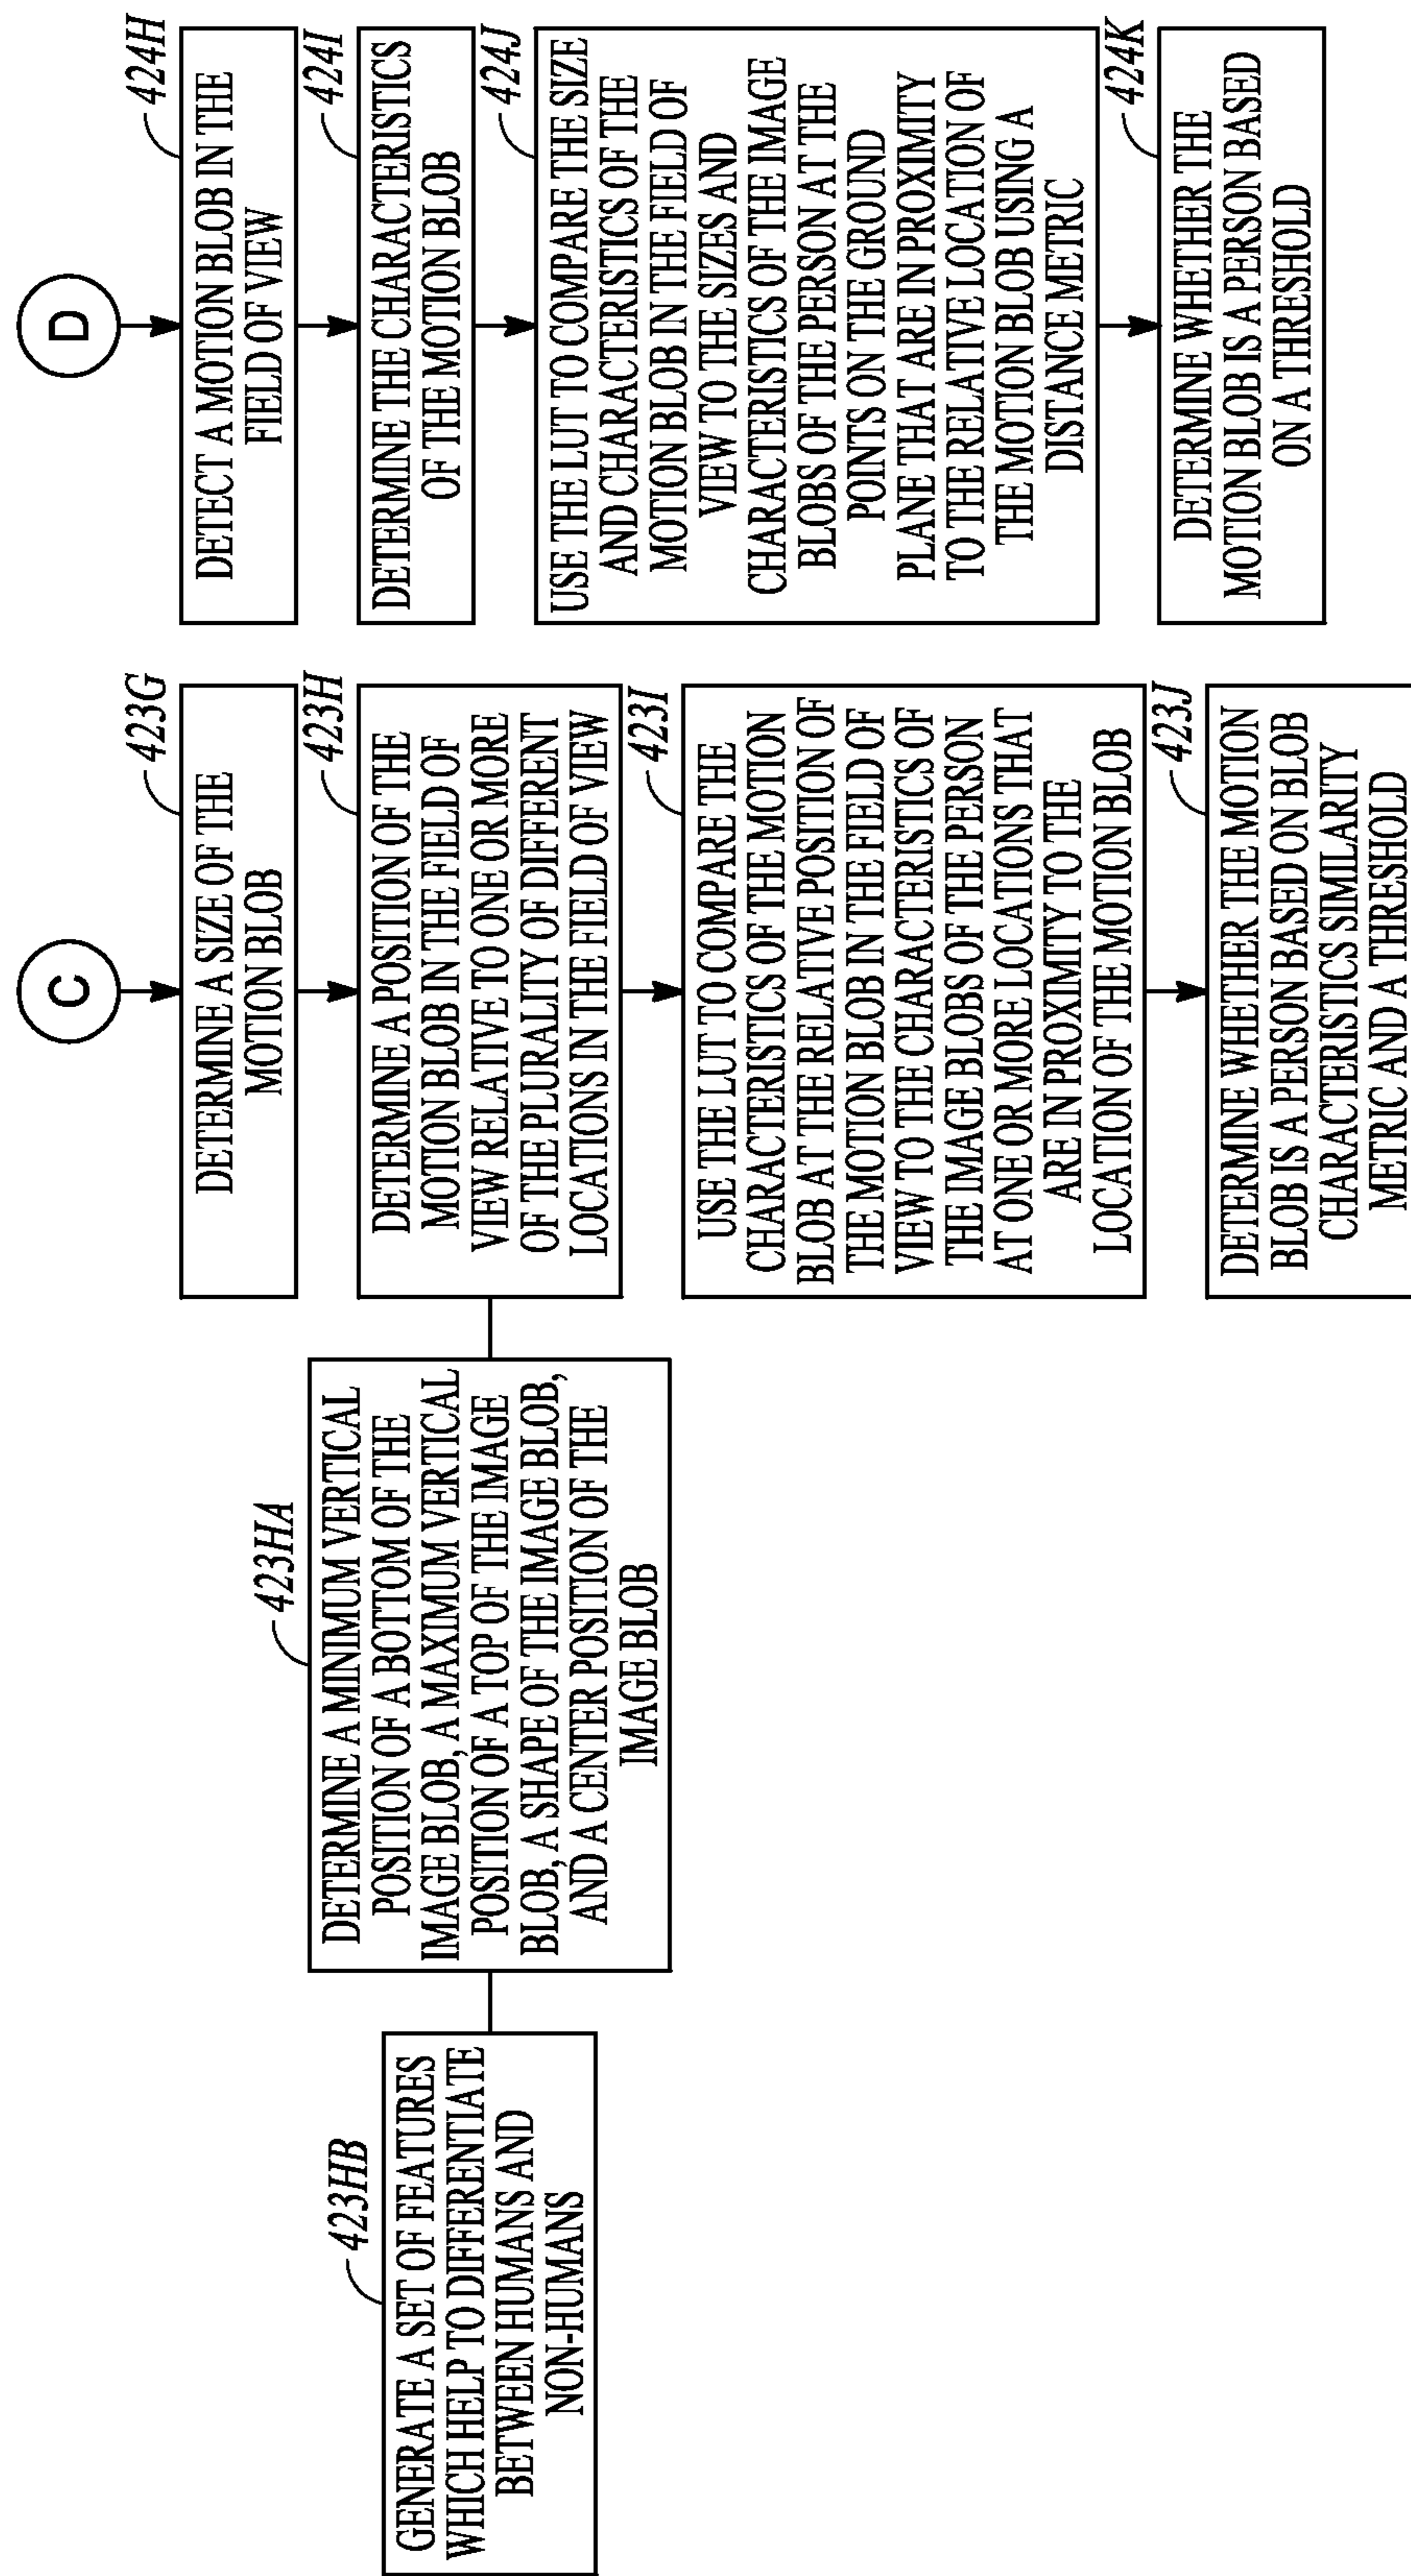 C
423G
DETERMINE A SIZE OF THE
MOTION BLOB
423H
DETERMINE A POSITION OF THE
MOTION BLOB IN THE FIELD OF
VIEW RELATIVE TO ONE OR MORE
OF THE PLURALITY OF DIFFERENT
LOCATIONS IN THE FIELD OF VIEW
423HA
DETERMINE A MINIMUM VERTICAL
POSITION OF A BOTTOM OF THE
IMAGE BLOB, A MAXIMUM VERTICAL
POSITION OF A TOP OF THE IMAGE
BLOB, A SHAPE OF THE IMAGE BLOB,
AND A CENTER POSITION OF THE
IMAGE BLOB
423HB
GENERATE A SET OF FEATURES
WHICH HELP TO DIFFERENTIATE
BETWEEN HUMANS AND
NON-HUMANS
423I
USE THE LUT TO COMPARE THE
CHARACTERISTICS OF THE MOTION
BLOB AT THE RELATIVE POSITION OF
THE MOTION BLOB IN THE FIELD OF
VIEW TO THE CHARACTERISTICS OF
THE IMAGE BLOBS OF THE PERSON
AT ONE OR MORE LOCATIONS THAT
ARE IN PROXIMITY TO THE
LOCATION OF THE MOTION BLOB
423J
DETERMINE WHETHER THE MOTION
BLOB IS A PERSON BASED ON BLOB
CHARACTERISTICS SIMILARITY
METRIC AND A THRESHOLD
D
424H
DETECT A MOTION BLOB IN THE
FIELD OF VIEW
424I
DETERMINE THE CHARACTERISTICS
OF THE MOTION BLOB
424J
USE THE LUT TO COMPARE THE SIZE
AND CHARACTERISTICS OF THE
MOTION BLOB IN THE FIELD OF
VIEW TO THE SIZES AND
CHARACTERISTICS OF THE IMAGE
BLOBS OF THE PERSON AT THE
POINTS ON THE GROUND
PLANE THAT ARE IN PROXIMITY
TO THE RELATIVE LOCATION OF
THE MOTION BLOB USING A
DISTANCE METRIC
424K
DETERMINE WHETHER THE
MOTION BLOB IS A PERSON BASED
ON A THRESHOLD